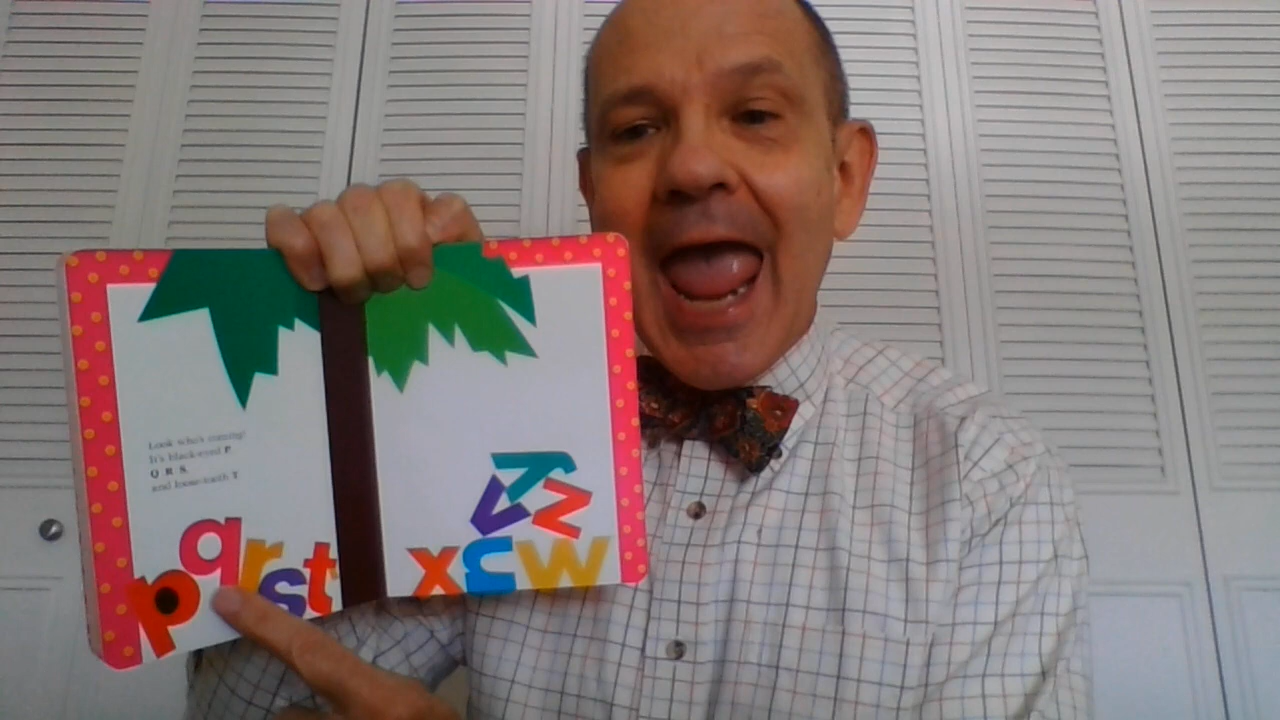 Look who's coming!
It's black-eyed P,
Q R S,
and loose-tooth T
p q r s t
x u w
y z
v